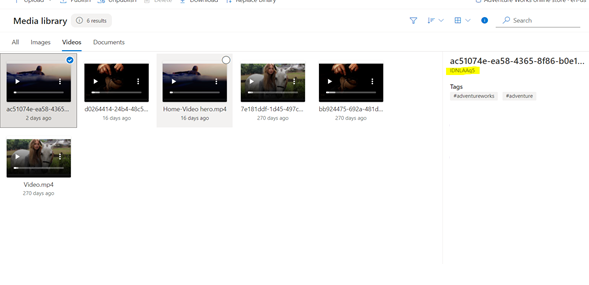 Upload Publish Unpublish Delete Download Replace binary Adventure Works online store - en-us
Media library 6 results Search
All Images Videos Documents
ac51074e-ea58-4365... d0264414-24b4-48c5... Home-Video hero.mp4 7e181ddf-1d45-497c... bb924475-692a-481d...
2 days ago 16 days ago 16 days ago 270 days ago 270 days ago
Video.mp4
270 days ago
ac51074e-ea58-4365-8f86-b0e1...
Tags
#adventureworks #adventure